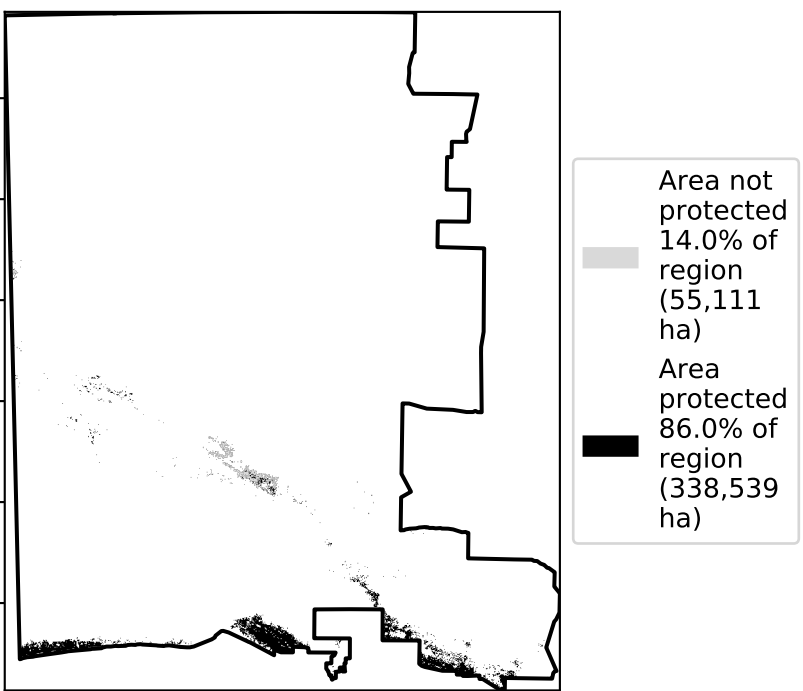 Area not
protected
14.0% of
region
(55,111
ha)
Area
protected
86.0% of
region
(338,539
ha)